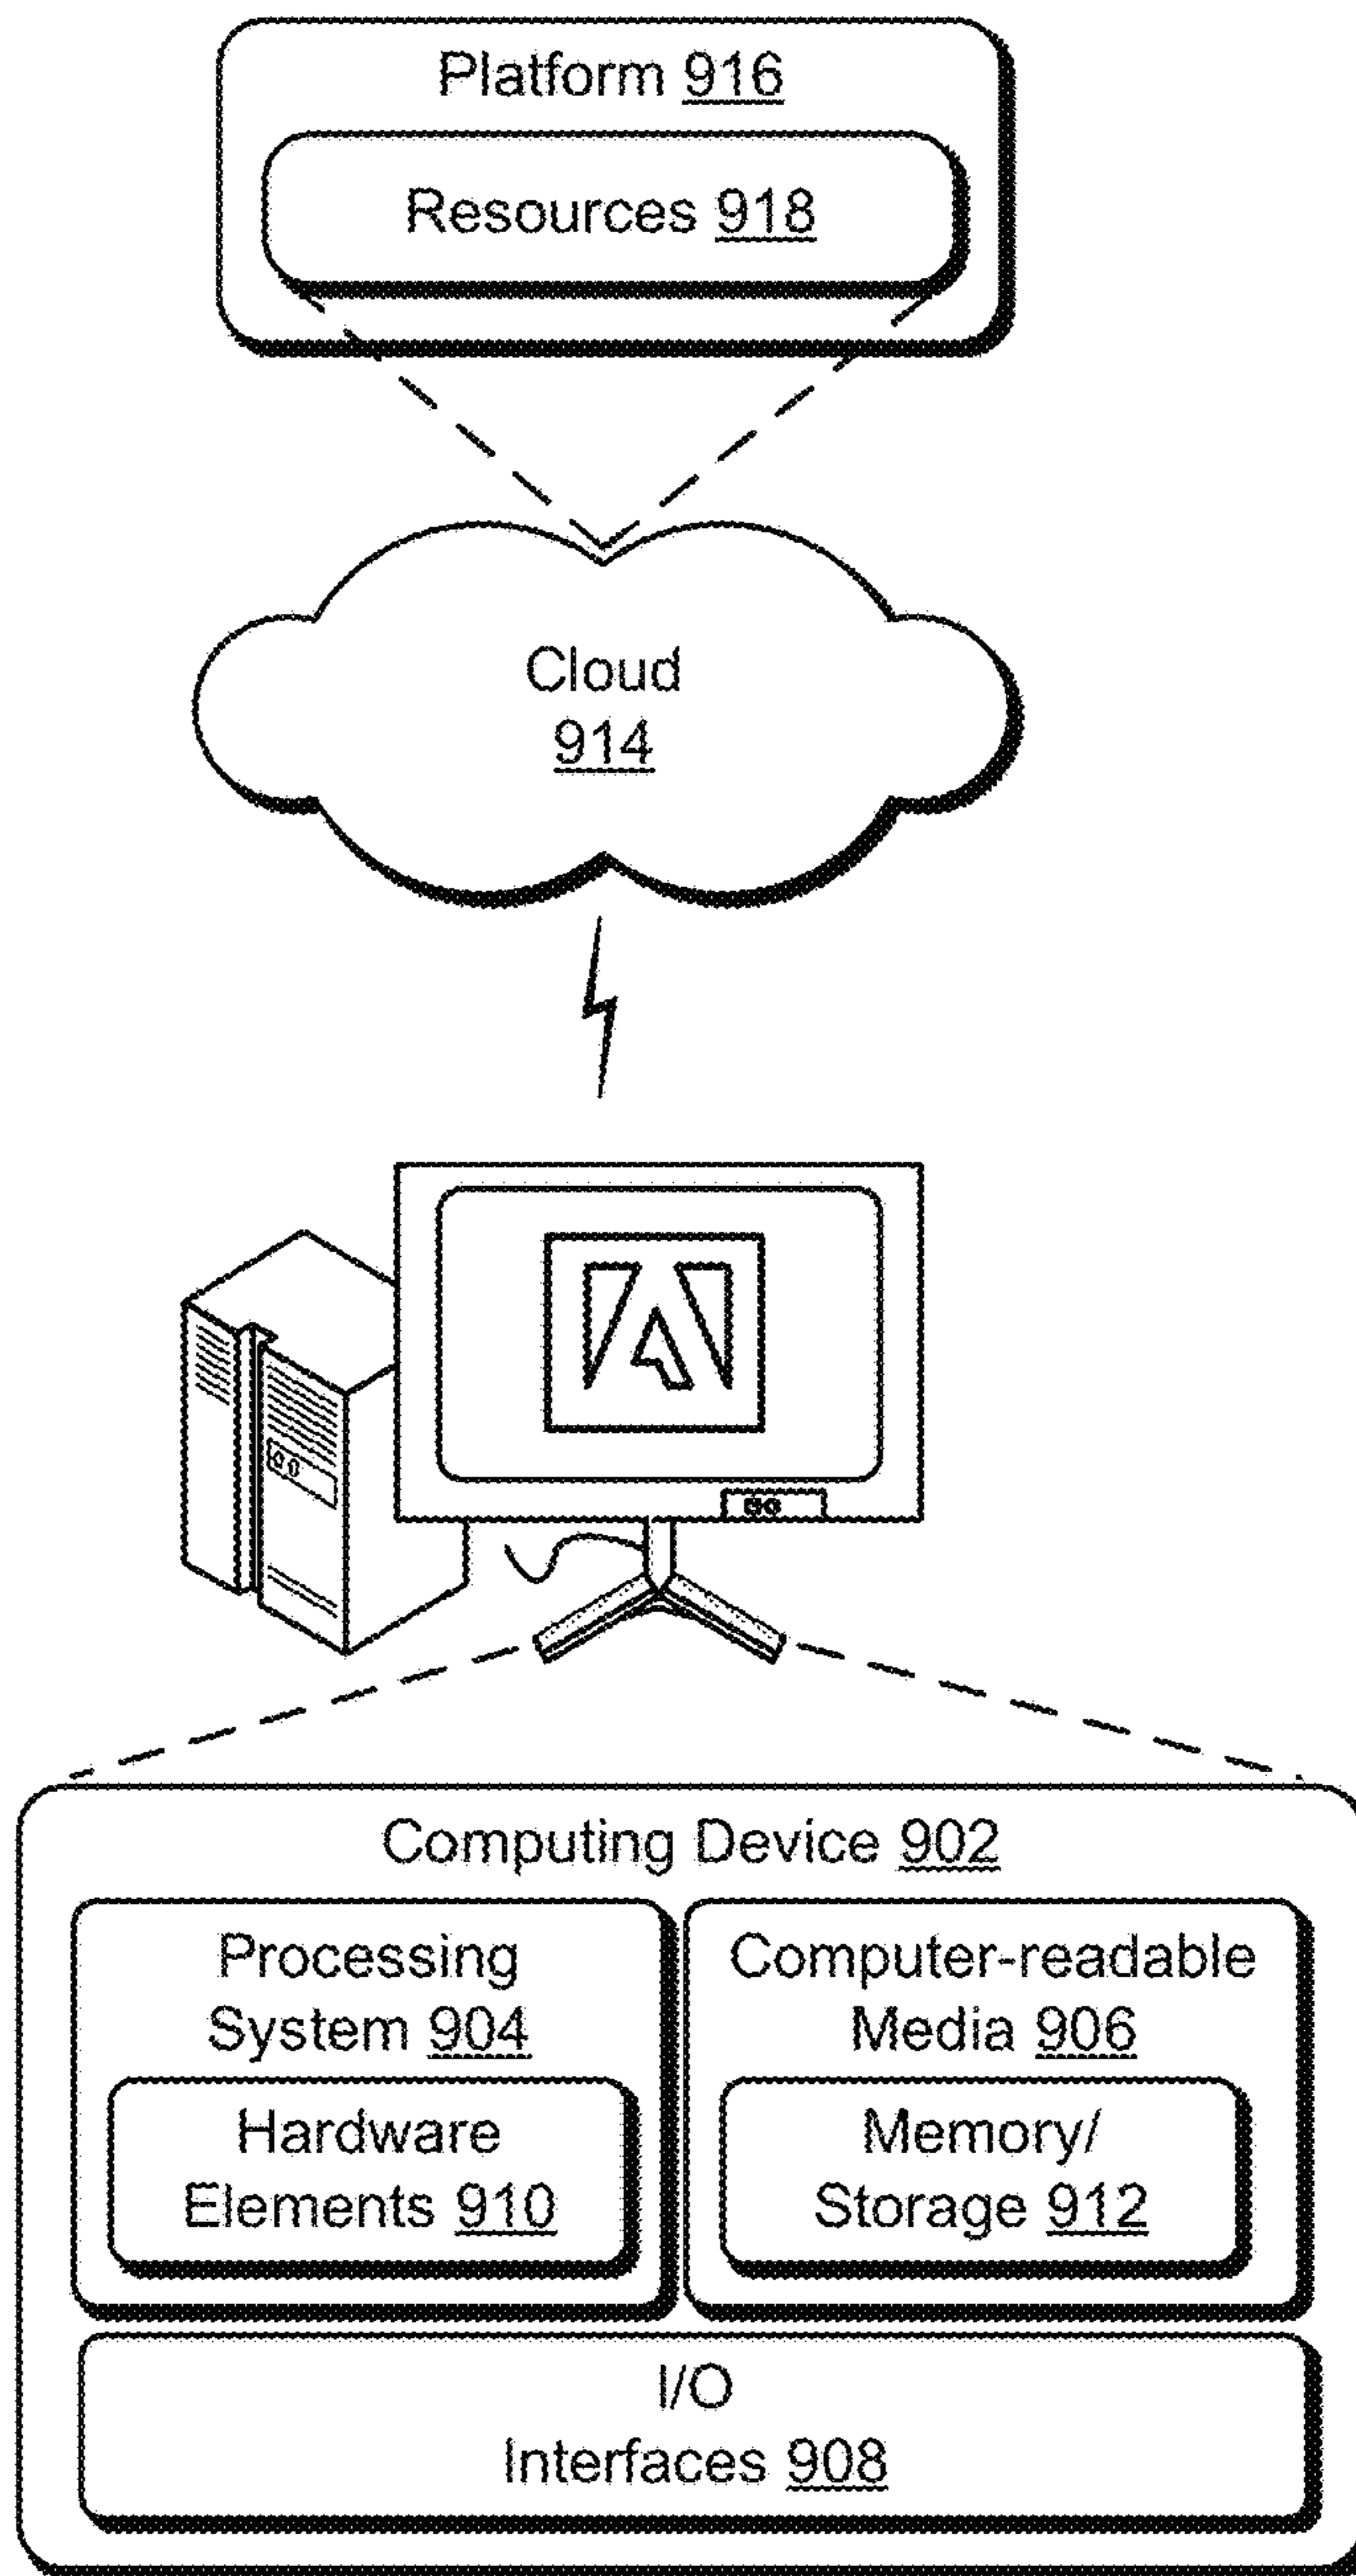 Platform 916
Resources 918
Cloud
914
Computing Device 902
Processing
System 904
Hardware
Elements 910
Computer-readable
Media 906
Memory/
Storage 912
I/O
Interfaces 908